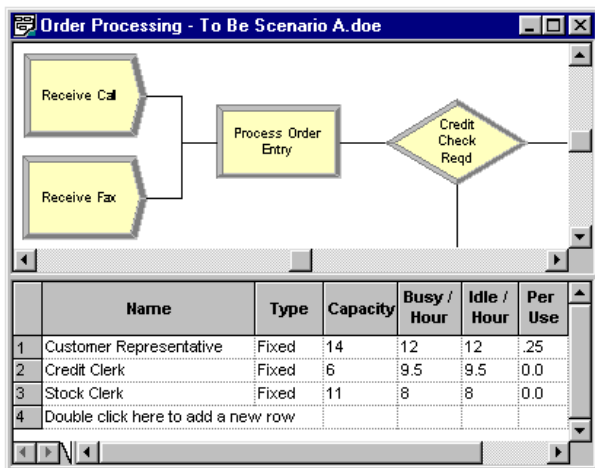 Order Processing - To Be Scenario A.doe
Receive Call
Process Order
Entry
Credit
Check
Reqd
Receive Fax
Name Type Capacity Busy / Hour Idle / Hour Per Use
1 Customer Representative Fixed 14 12 12 .25
2 Credit Clerk Fixed 6 9.5 9.5 0.0
3 Stock Clerk Fixed 11 8 8 0.0
4 Double click here to add a new row